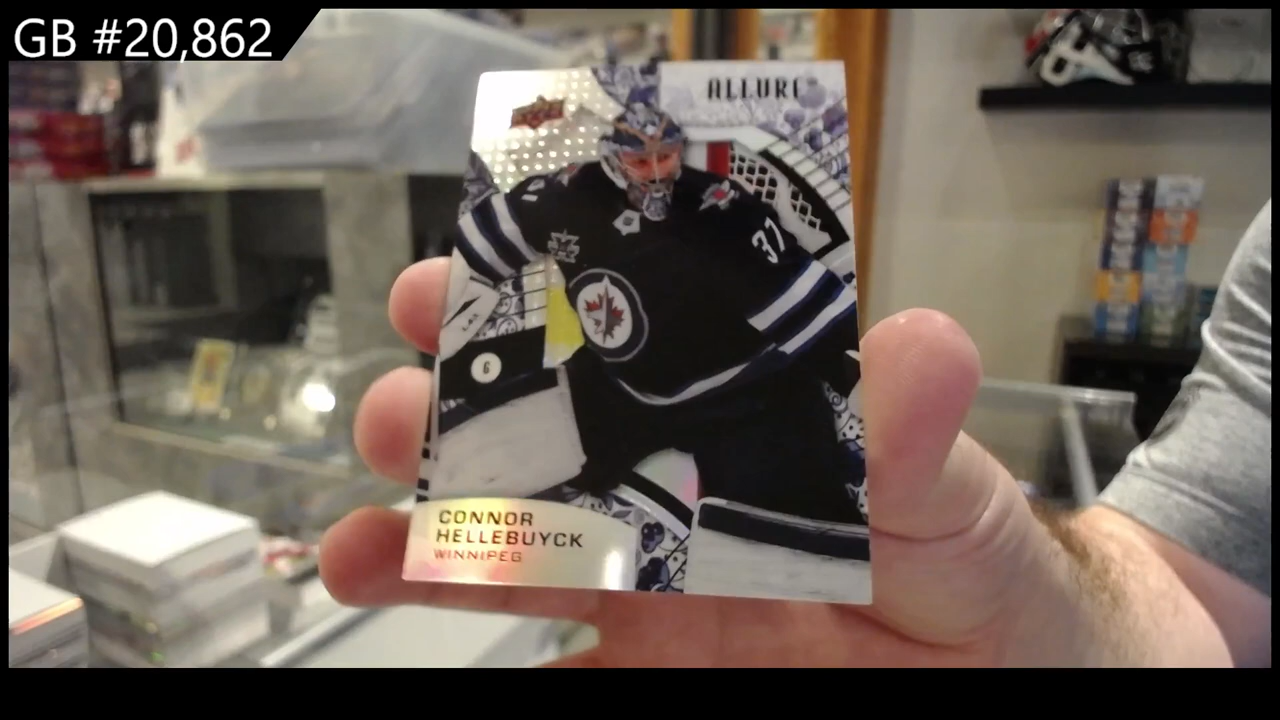 GB #20,862
ALLURE
CONNOR
HELLEBUYCK
WINNIPEG
37
G